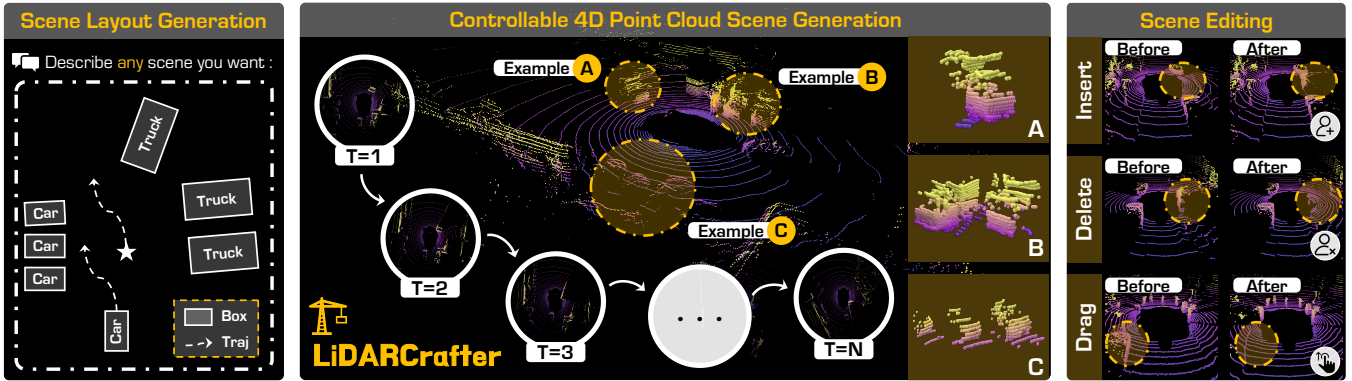 Scene Layout Generation
Describe any scene you want :
Truck
Truck
Car
Car
Truck
Car
Car
Box
Traj
Controllable 4D Point Cloud Scene Generation
Example A
Example B
Example C
T=1
T=2
T=3
...
T=N
LiDARCrafter
A
B
C
Scene Editing
Insert
Before
After
Delete
Before
After
Drag
Before
After